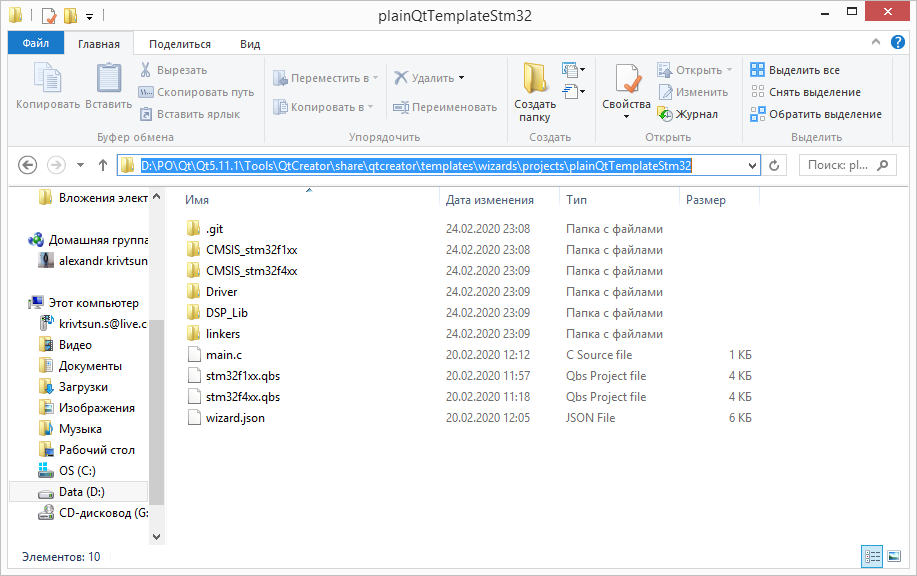 plainQtTemplateStm32
Файл Главная Поделиться Вид
Копировать Вставить Вырезать Скопировать путь Вставить ярлык
Буфер обмена
Переместить в Копировать в Удалить Переименовать
Упорядочить
Создать папку
Создать
Свойства Открыть Изменить Журнал
Открыть
Выделить все Снять выделение Обратить выделение
Выделить
D:\PO\Qt\Qt5.11.1\Tools\QtCreator\share\qtcreator\templates\wizards\projects\plainQtTemplateStm32
Поиск: pl...
Вложения элект
Домашняя группа
alexandr krivtsun
Этот компьютер
krivtsun.s@live.c
Видео
Документы
Загрузки
Изображения
Музыка
Рабочий стол
OS (C:)
Data (D:)
CD-дисковод (G:
Имя Дата изменения Тип Размер
.git 24.02.2020 23:08 Папка с файлами
CMSIS_stm32f1xx 24.02.2020 23:08 Папка с файлами
CMSIS_stm32f4xx 24.02.2020 23:09 Папка с файлами
Driver 24.02.2020 23:09 Папка с файлами
DSP_Lib 24.02.2020 23:09 Папка с файлами
linkers 24.02.2020 23:09 Папка с файлами
main.c 20.02.2020 12:12 C Source file 1 КБ
stm32f1xx.qbs 20.02.2020 11:57 Qbs Project file 4 КБ
stm32f4xx.qbs 20.02.2020 11:18 Qbs Project file 4 КБ
wizard.json 20.02.2020 12:05 JSON File 6 КБ
Элементов: 10